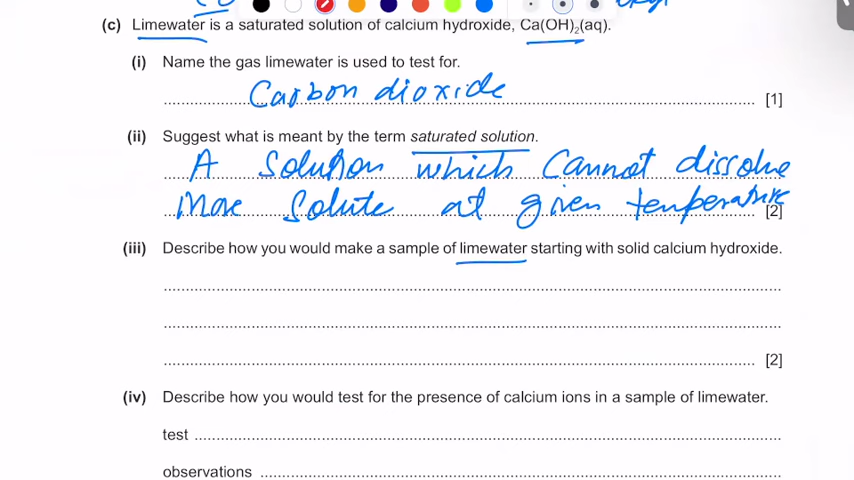 (c) Limewater is a saturated solution of calcium hydroxide, Ca(OH)₂(aq).
(i) Name the gas limewater is used to test for.
Carbon dioxide [1]
(ii) Suggest what is meant by the term saturated solution.
A Solution which Cannot dissolve
More Solute at given temperature [2]
(iii) Describe how you would make a sample of limewater starting with solid calcium hydroxide.
[2]
(iv) Describe how you would test for the presence of calcium ions in a sample of limewater.
test
observations